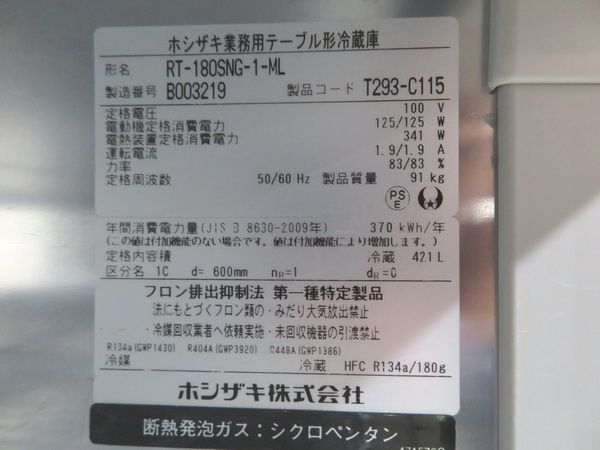 ホシザキ業務用テーブル形冷蔵庫
形名 RT-180SNG-1-ML
製造番号 B003219 製品コード T293-C115
定格電圧 100 V
電動機定格消費電力 125/125 W
電熱装置定格消費電力 341 W
運転電流 1.9/1.9 A
力率 83/83 %
定格周波数 50/60 Hz 製品質量 91 kg
PS E
年間消費電力量(JIS B 8630-2009年) 370 kWh/年
(この値は付加機能のない場合です。値は付加機能により増加します。)
定格内容積 冷蔵 421 L
区分名 1C d= 600mm nR=1 dR=0
フロン排出抑制法 第一種特定製品
法にもとづくフロン類の・みだり大気放出禁止
・冷媒回収業者へ依頼実施・未回収機器の引渡禁止
R134a(GWP1430) R404A(GWP3920) R448A(GWP1386)
冷媒 冷蔵 HFC R134a/180g
ホシザキ株式会社
断熱発泡ガス：シクロペンタン